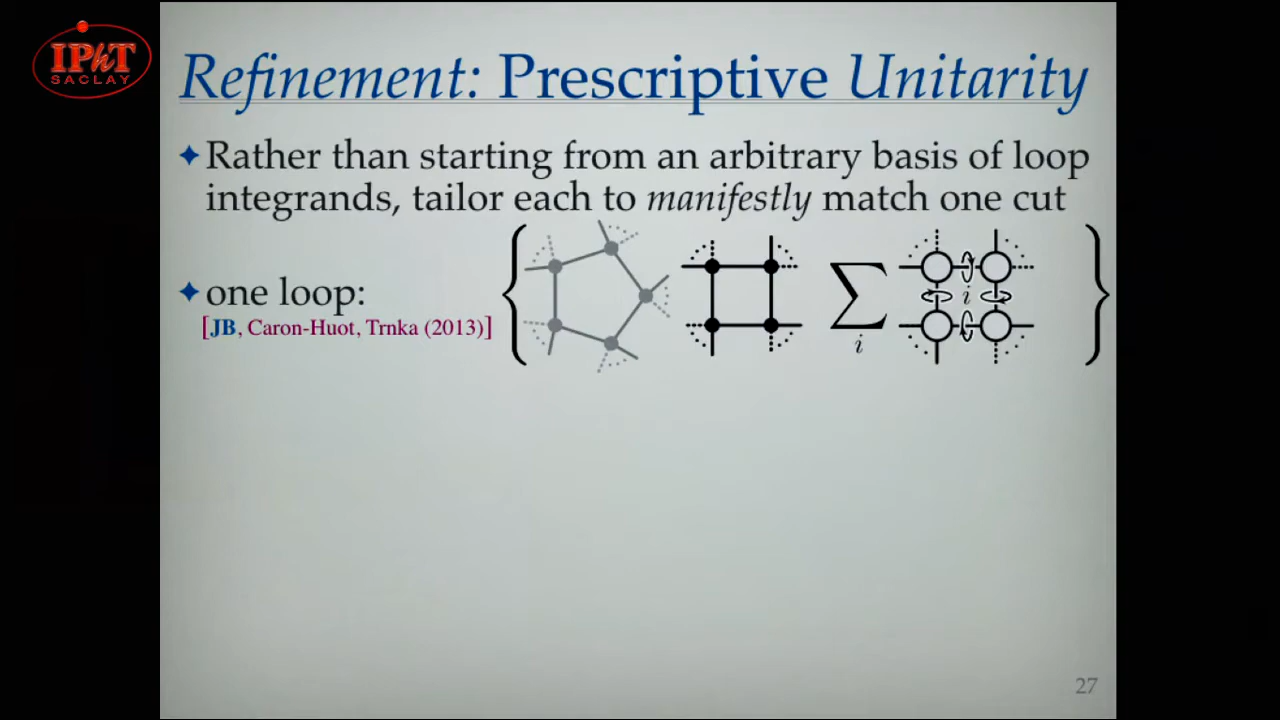 IPhT
SACLAY
Refinement: Prescriptive Unitarity
✦ Rather than starting from an arbitrary basis of loop
integrands, tailor each to manifestly match one cut
✦ one loop:
[JB, Caron-Huot, Trnka (2013)]
{ ∑ i i }
27